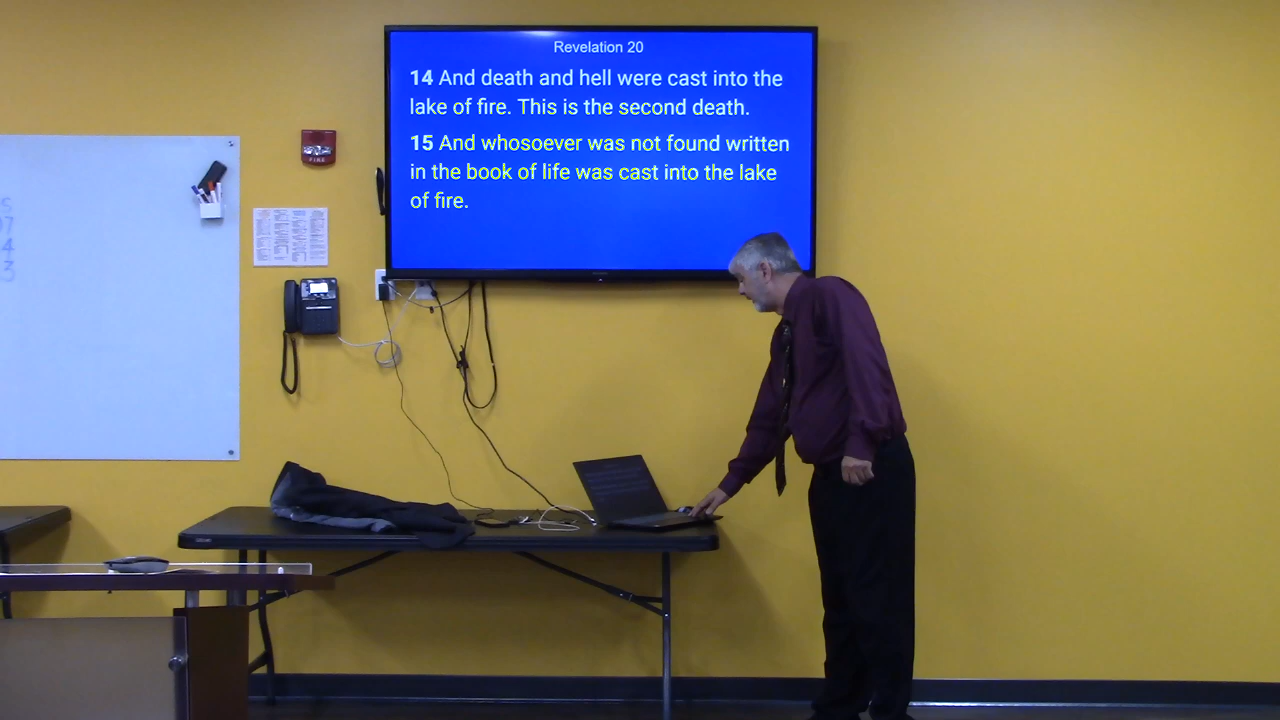 Revelation 20
14 And death and hell were cast into the
lake of fire. This is the second death.
15 And whosoever was not found written
in the book of life was cast into the lake
of fire.
FIRE